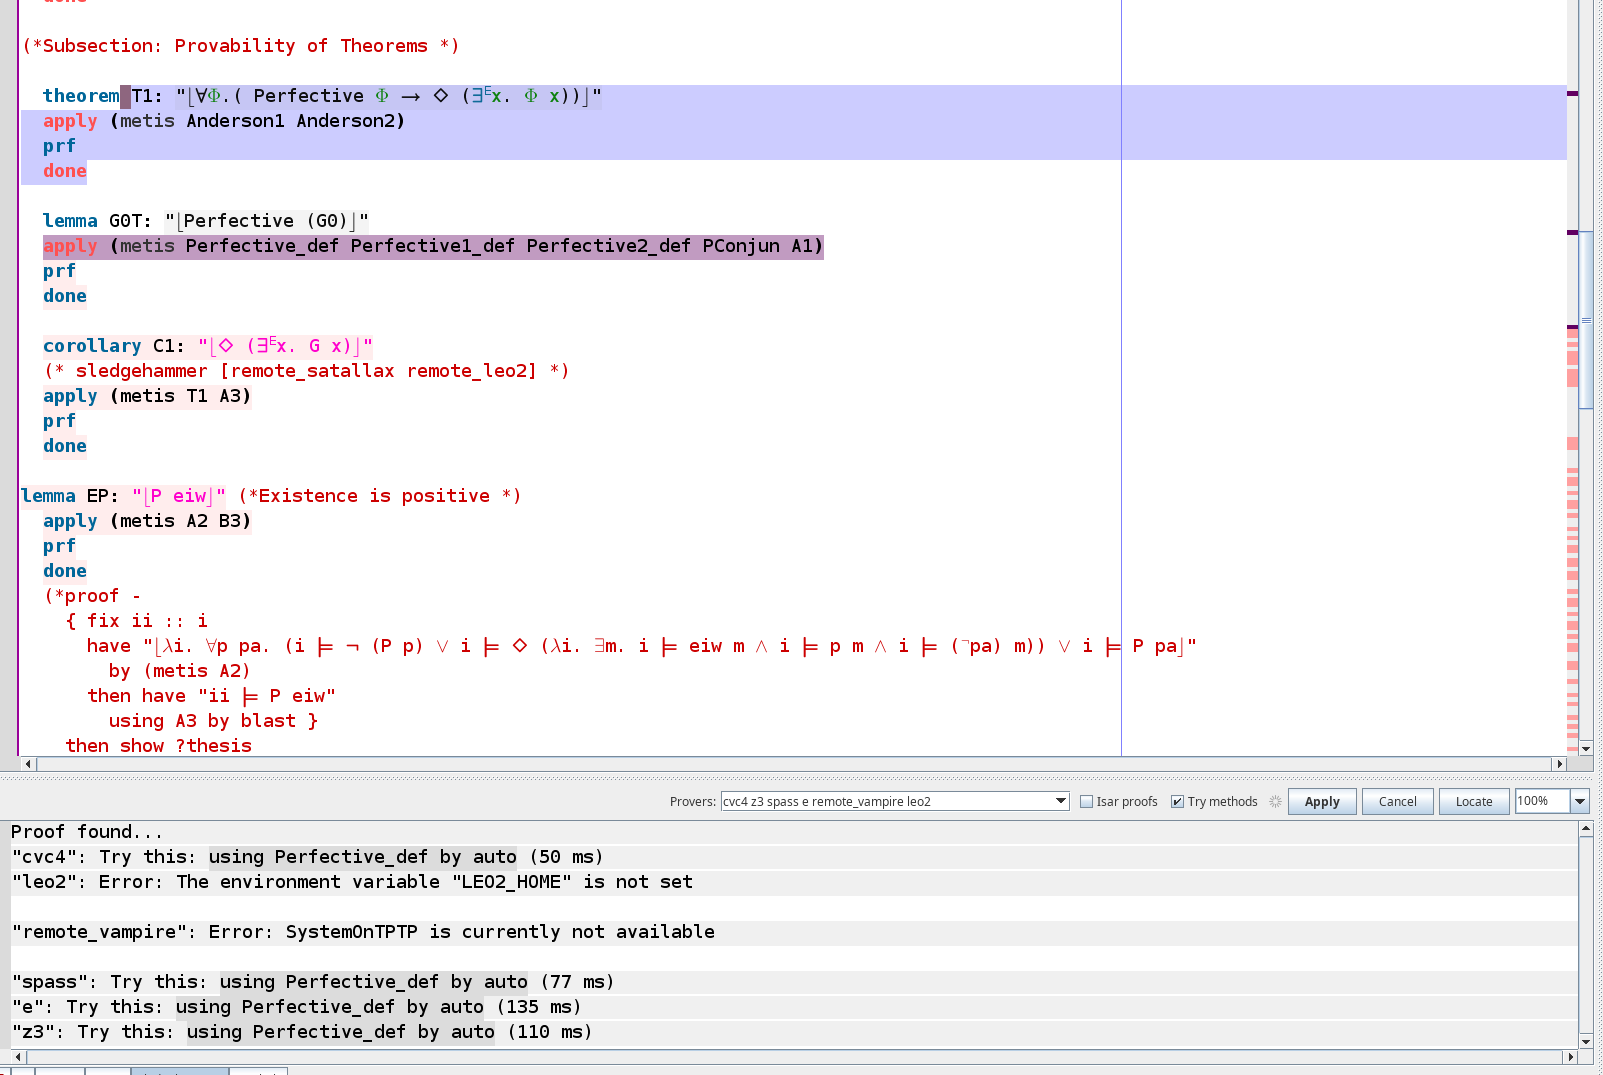 done
(*Subsection: Provability of Theorems *)
theorem T1: "⌊∀Φ.( Perfective Φ → ◇ (∃ᴱx. Φ x))⌋"
apply (metis Anderson1 Anderson2)
prf
done
lemma G0T: "⌊Perfective (G0)⌋"
apply (metis Perfective_def Perfective1_def Perfective2_def PConjun A1)
prf
done
corollary C1: "⌊◇ (∃ᴱx. G x)⌋"
(* sledgehammer [remote_satallax remote_leo2] *)
apply (metis T1 A3)
prf
done
lemma EP: "⌊P eiw⌋" (*Existence is positive *)
apply (metis A2 B3)
prf
done
(*proof -
{ fix ii :: i
have "⌊λi. ∀p pa. (i ⊨ ¬ (P p) ∨ i ⊨ ◇ (λi. ∃m. i ⊨ eiw m ∧ i ⊨ p m ∧ i ⊨ (⌝pa) m)) ∨ i ⊨ P pa⌋"
by (metis A2)
then have "ii ⊨ P eiw"
using A3 by blast }
then show ?thesis
Provers: cvc4 z3 spass e remote_vampire leo2 Isar proofs Try methods Apply Cancel Locate 100%
Proof found...
"cvc4": Try this: using Perfective_def by auto (50 ms)
"leo2": Error: The environment variable "LEO2_HOME" is not set
"remote_vampire": Error: SystemOnTPTP is currently not available
"spass": Try this: using Perfective_def by auto (77 ms)
"e": Try this: using Perfective_def by auto (135 ms)
"z3": Try this: using Perfective_def by auto (110 ms)